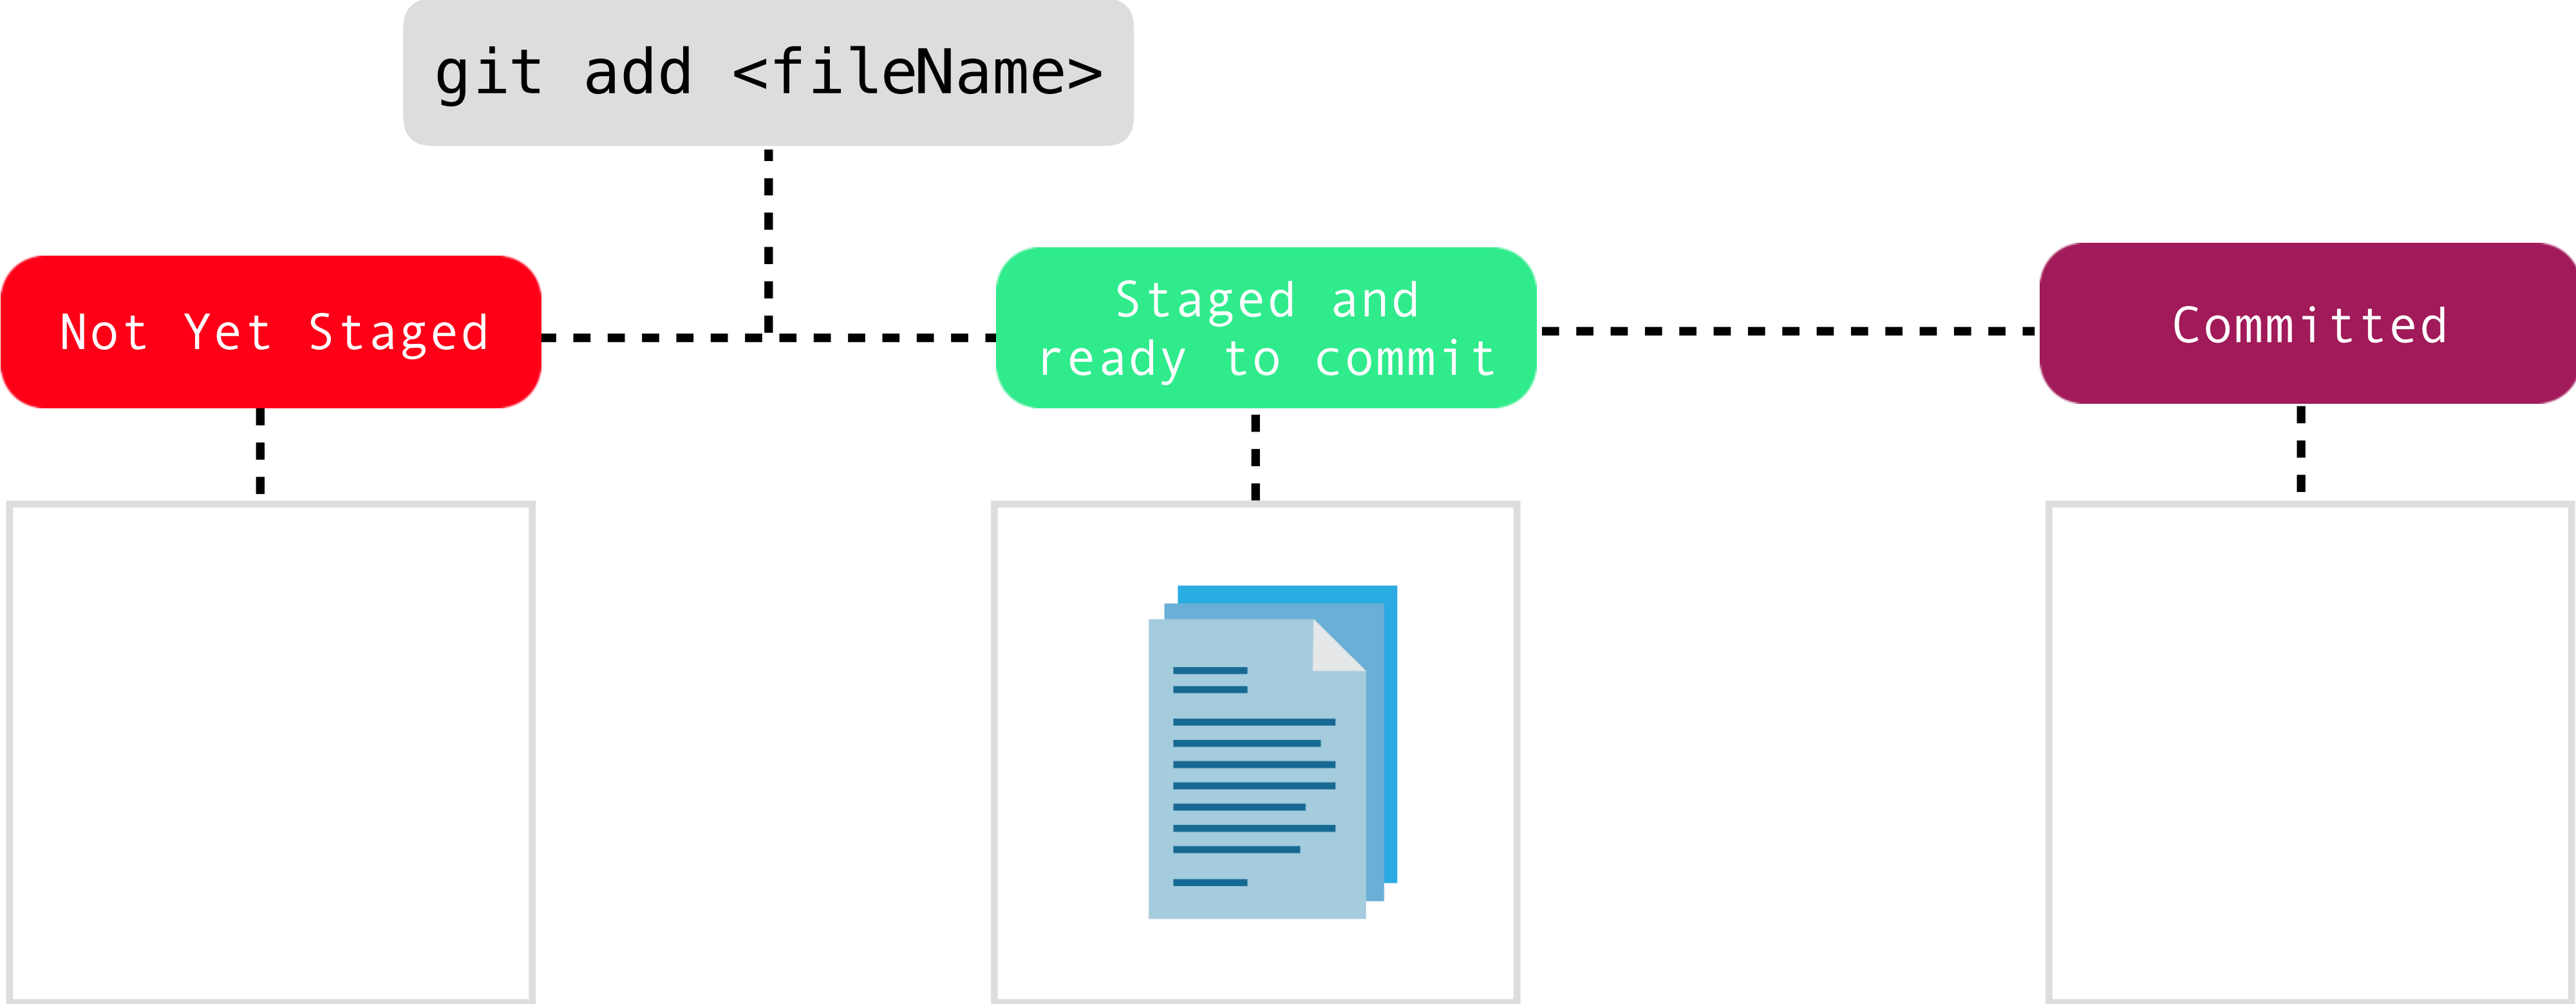 git add <fileName>
Not Yet Staged
Staged and
ready to commit
Committed